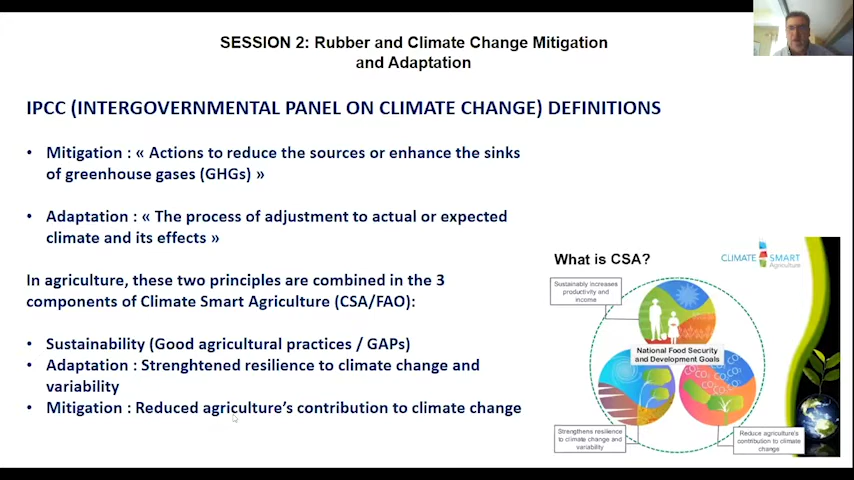 SESSION 2: Rubber and Climate Change Mitigation
and Adaptation
IPCC (INTERGOVERNMENTAL PANEL ON CLIMATE CHANGE) DEFINITIONS
• Mitigation : « Actions to reduce the sources or enhance the sinks
of greenhouse gases (GHGs) »
• Adaptation : « The process of adjustment to actual or expected
climate and its effects »
In agriculture, these two principles are combined in the 3
components of Climate Smart Agriculture (CSA/FAO):
• Sustainability (Good agricultural practices / GAPs)
• Adaptation : Strenghtened resilience to climate change and
variability
• Mitigation : Reduced agriculture's contribution to climate change
What is CSA?
CLIMATE SMART
Agriculture
Sustainably increases
productivity and
income
National Food Security
and Development Goals
Strengthens resilience
to climate change and
variability
Reduce agriculture's
contribution to climate
change